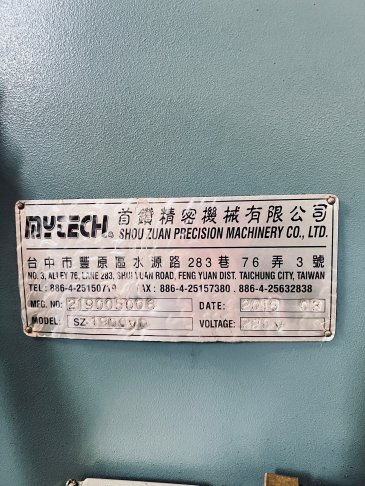 MYTECH® 首鑽精密機械有限公司
SHOU ZUAN PRECISION MACHINERY CO., LTD.
台中市豐原區水源路283巷76弄3號
NO. 3, ALLEY 76, LANE 283, SHUI YUAN ROAD, FENG YUAN DIST. TAICHUNG CITY, TAIWAN
TEL : 886-4-25150719 FAX : 886-4-25157380 . 886-4-25632838
MFG. NO: DATE: 2019
MODEL: SZ- VOLTAGE: